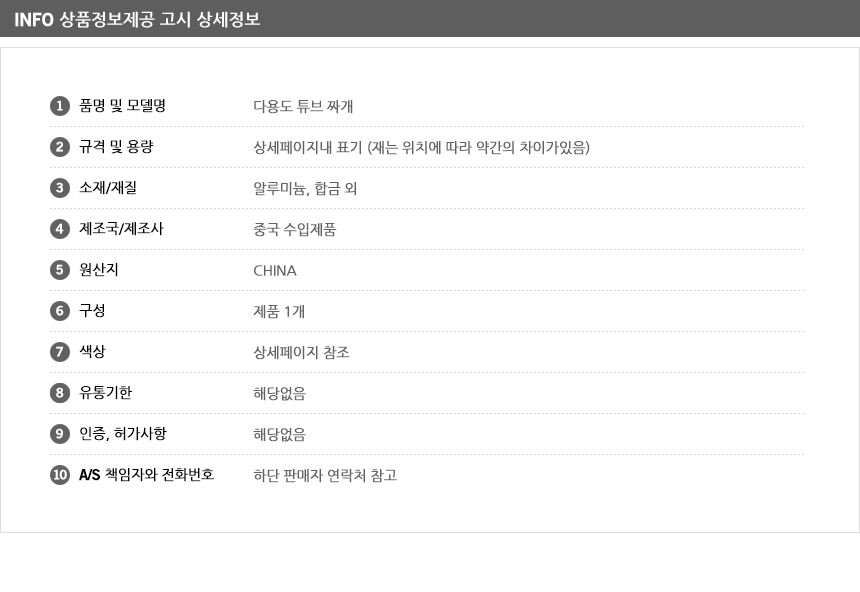 INFO 상품정보제공 고시 상세정보
1 품명 및 모델명 다용도 튜브 짜개
2 규격 및 용량 상세페이지내 표기 (재는 위치에 따라 약간의 차이가있음)
3 소재/재질 알루미늄, 합금 외
4 제조국/제조사 중국 수입제품
5 원산지 CHINA
6 구성 제품 1개
7 색상 상세페이지 참조
8 유통기한 해당없음
9 인증, 허가사항 해당없음
10 A/S 책임자와 전화번호 하단 판매자 연락처 참고